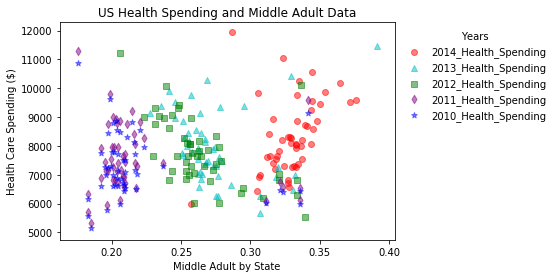 US Health Spending and Middle Adult Data
12000
11000
10000
9000
8000
7000
6000
5000
Health Care Spending ($)
0.20
0.25
0.30
0.35
0.40
Middle Adult by State
Years
2014_Health_Spending
2013_Health_Spending
2012_Health_Spending
2011_Health_Spending
2010_Health_Spending